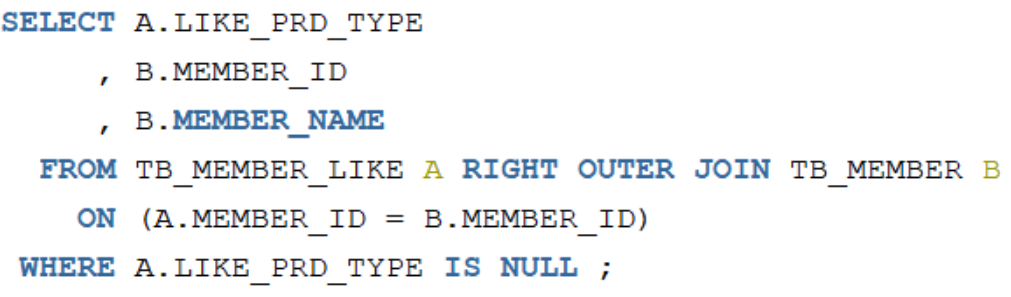 SELECT A.LIKE_PRD_TYPE
, B.MEMBER_ID
, B.MEMBER_NAME
FROM TB_MEMBER_LIKE A RIGHT OUTER JOIN TB_MEMBER B
ON (A.MEMBER_ID = B.MEMBER_ID)
WHERE A.LIKE_PRD_TYPE IS NULL ;